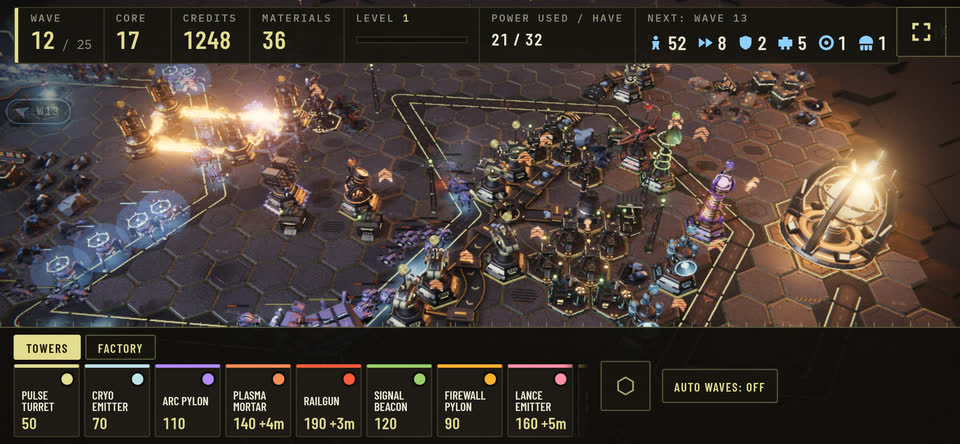 WAVE
12 / 25
CORE
17
CREDITS
1248
MATERIALS
36
LEVEL 1
POWER USED / HAVE
21 / 32
NEXT: WAVE 13
52 8 2 5 1 1
W13
TOWERS
FACTORY
PULSE
TURRET
50
CRYO
EMITTER
70
ARC PYLON
110
PLASMA
MORTAR
140 +4m
RAILGUN
190 +3m
SIGNAL
BEACON
120
FIREWALL
PYLON
90
LANCE
EMITTER
160 +5m
AUTO WAVES: OFF